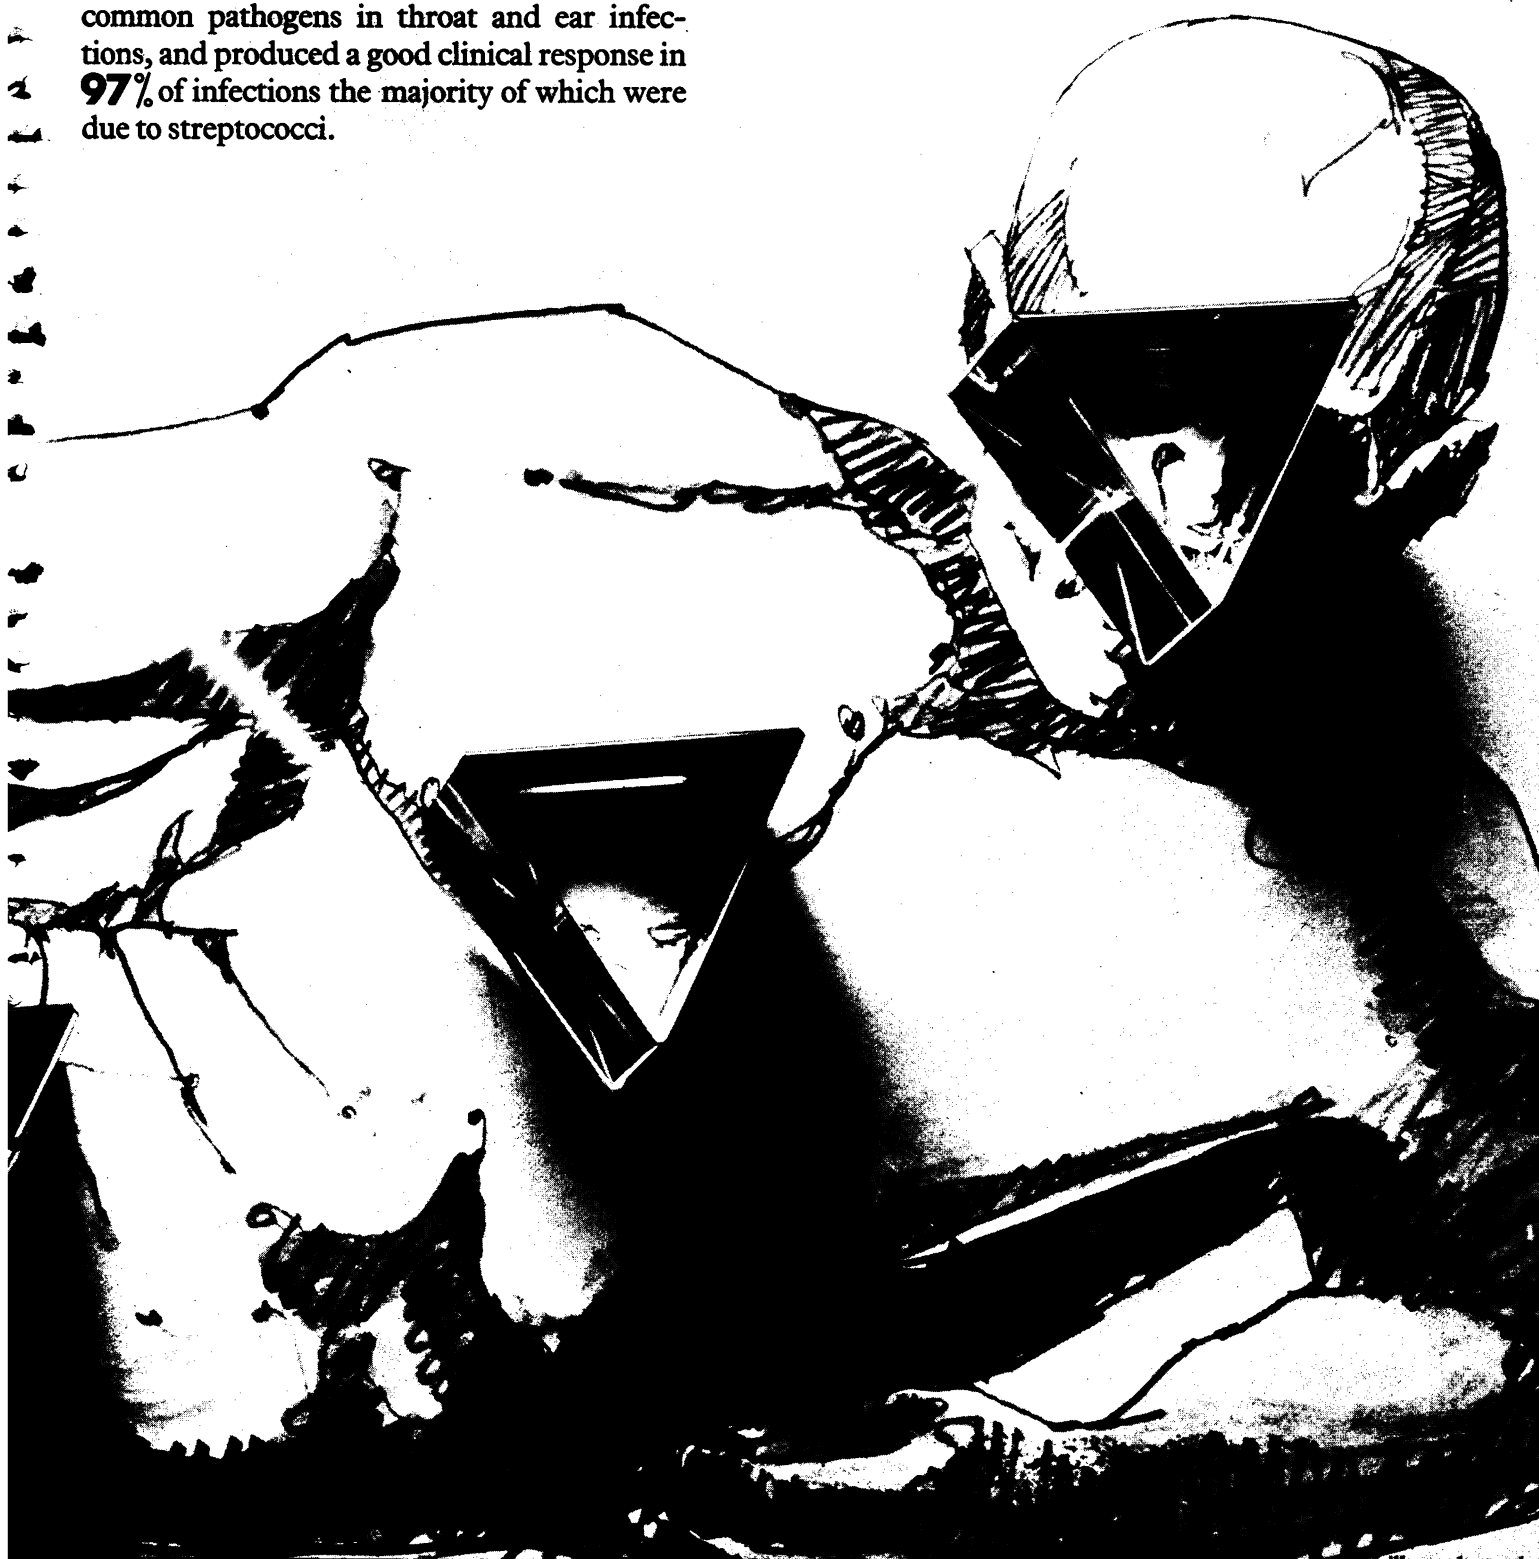 common pathogens in throat and ear infec-
tions, and produced a good clinical response in
97% of infections the majority of which were
due to streptococci.